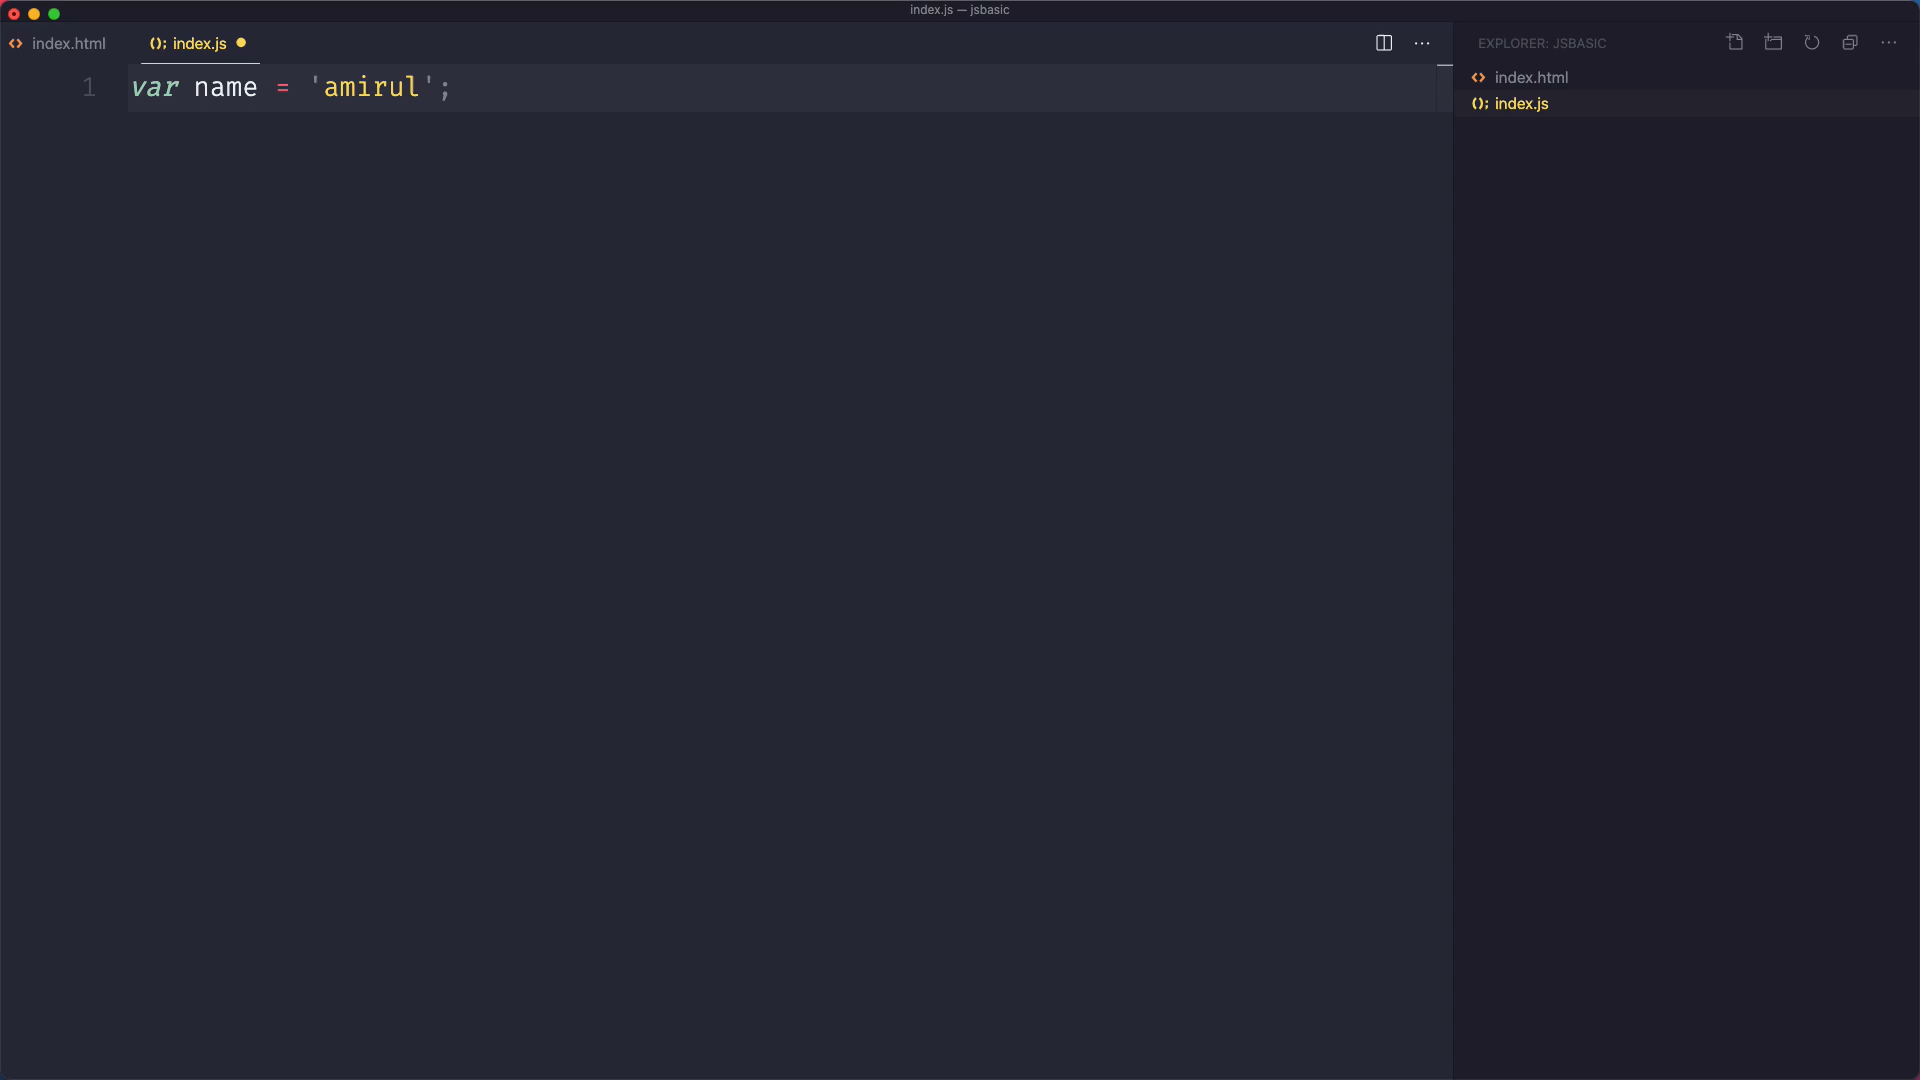 index.js — jsbasic
index.html
(); index.js
EXPLORER: JSBASIC
1 var name = 'amirul';
index.html
(); index.js